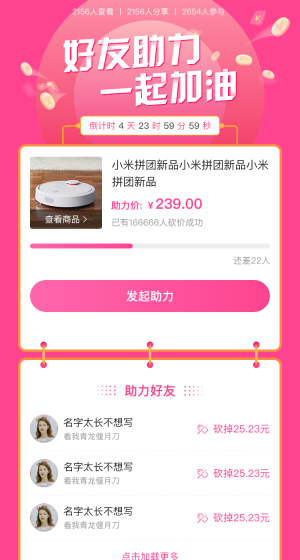 2156人查看 | 2156人分享 | 2654人参与
好友助力
一起加油
倒计时 4 天 23 时 59 分 59 秒
小米拼团新品小米拼团新品小米
拼团新品
助力价: ￥239.00
已有166666人砍价成功
查看商品 >
还差22人
发起助力
助力好友
名字太长不想写
看我青龙偃月刀
砍掉25.23元
名字太长不想写
看我青龙偃月刀
砍掉25.23元
名字太长不想写
看我青龙偃月刀
砍掉25.23元
点击加载更多